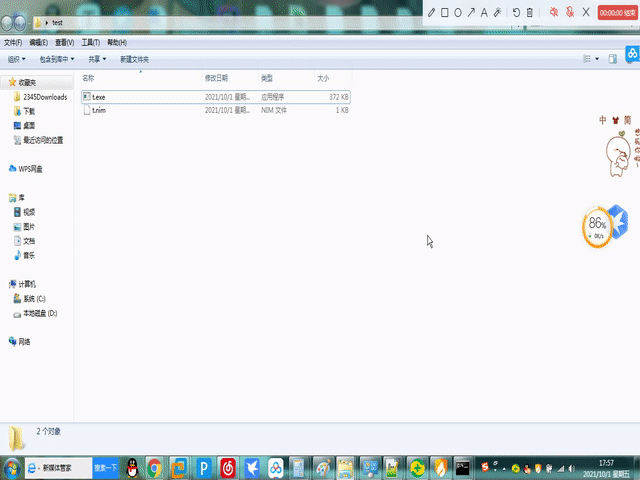 test
00:00:00 结束
文件(F) 编辑(E) 查看(V) 工具(T) 帮助(H)
组织 包含到库中 共享 新建文件夹
名称 修改日期 类型 大小
t.exe 2021/10/1 星期... 应用程序 372 KB
t.nim 2021/10/1 星期... NIM 文件 1 KB
收藏夹
2345Downloads
下载
桌面
最近访问的位置
WPS网盘
库
视频
图片
文档
音乐
计算机
系统 (C:)
本地磁盘 (D:)
网络
中 简
86%
0K/s
2 个对象
新媒体管家 搜索一下
17:57
2021/10/1 星期五